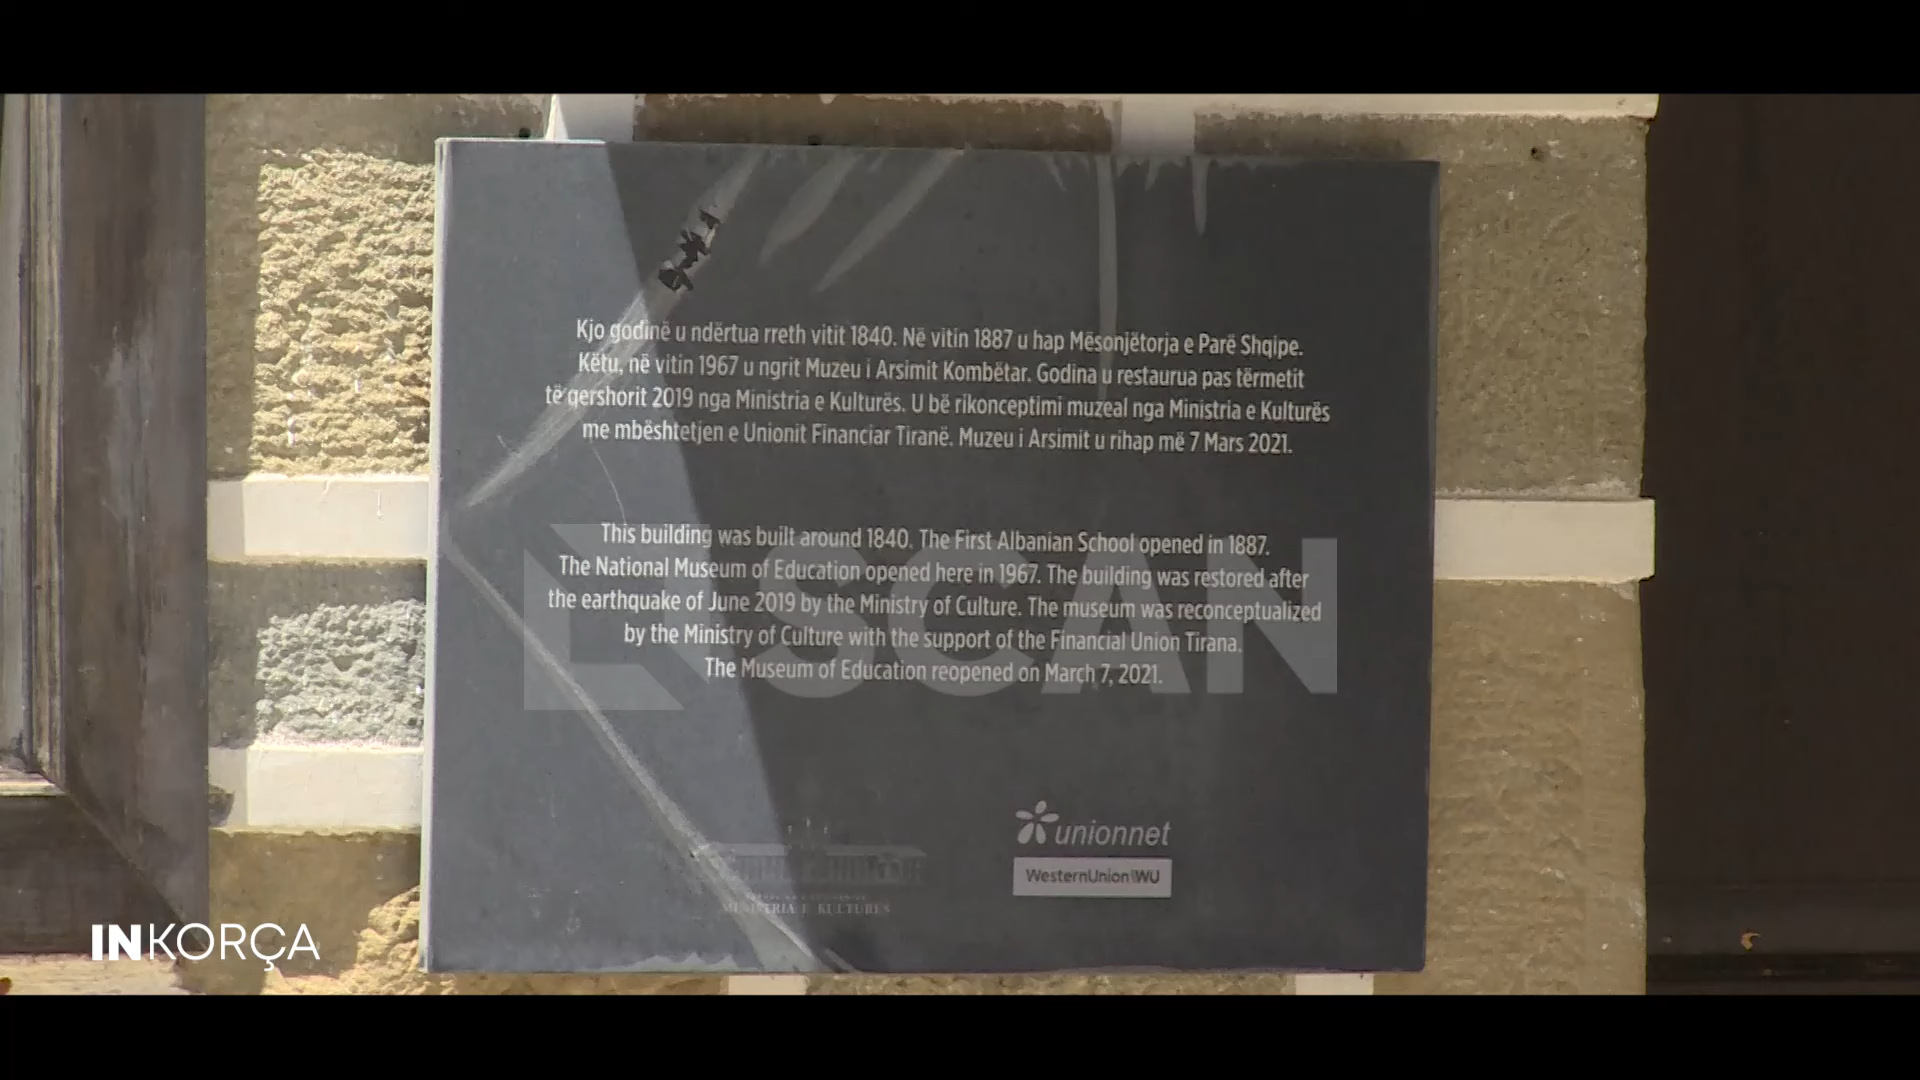 Kjo godinë u ndërtua rreth vitit 1840. Në vitin 1887 u hap Mësonjëtorja e Parë Shqipe.
Këtu, në vitin 1967 u ngrit Muzeu i Arsimit Kombëtar. Godina u restaurua pas tërmetit
të qershorit 2019 nga Ministria e Kulturës. U bë rikonceptimi muzeal nga Ministria e Kulturës
me mbështetjen e Unionit Financiar Tiranë. Muzeu i Arsimit u rihap më 7 Mars 2021.
This building was built around 1840. The First Albanian School opened in 1887.
The National Museum of Education opened here in 1967. The building was restored after
the earthquake of June 2019 by the Ministry of Culture. The museum was reconceptualized
by the Ministry of Culture with the support of the Financial Union Tirana.
The Museum of Education reopened on March 7, 2021.
SCAN
unionnet
WesternUnion WU
MINISTRIA E KULTURËS
INKORÇA